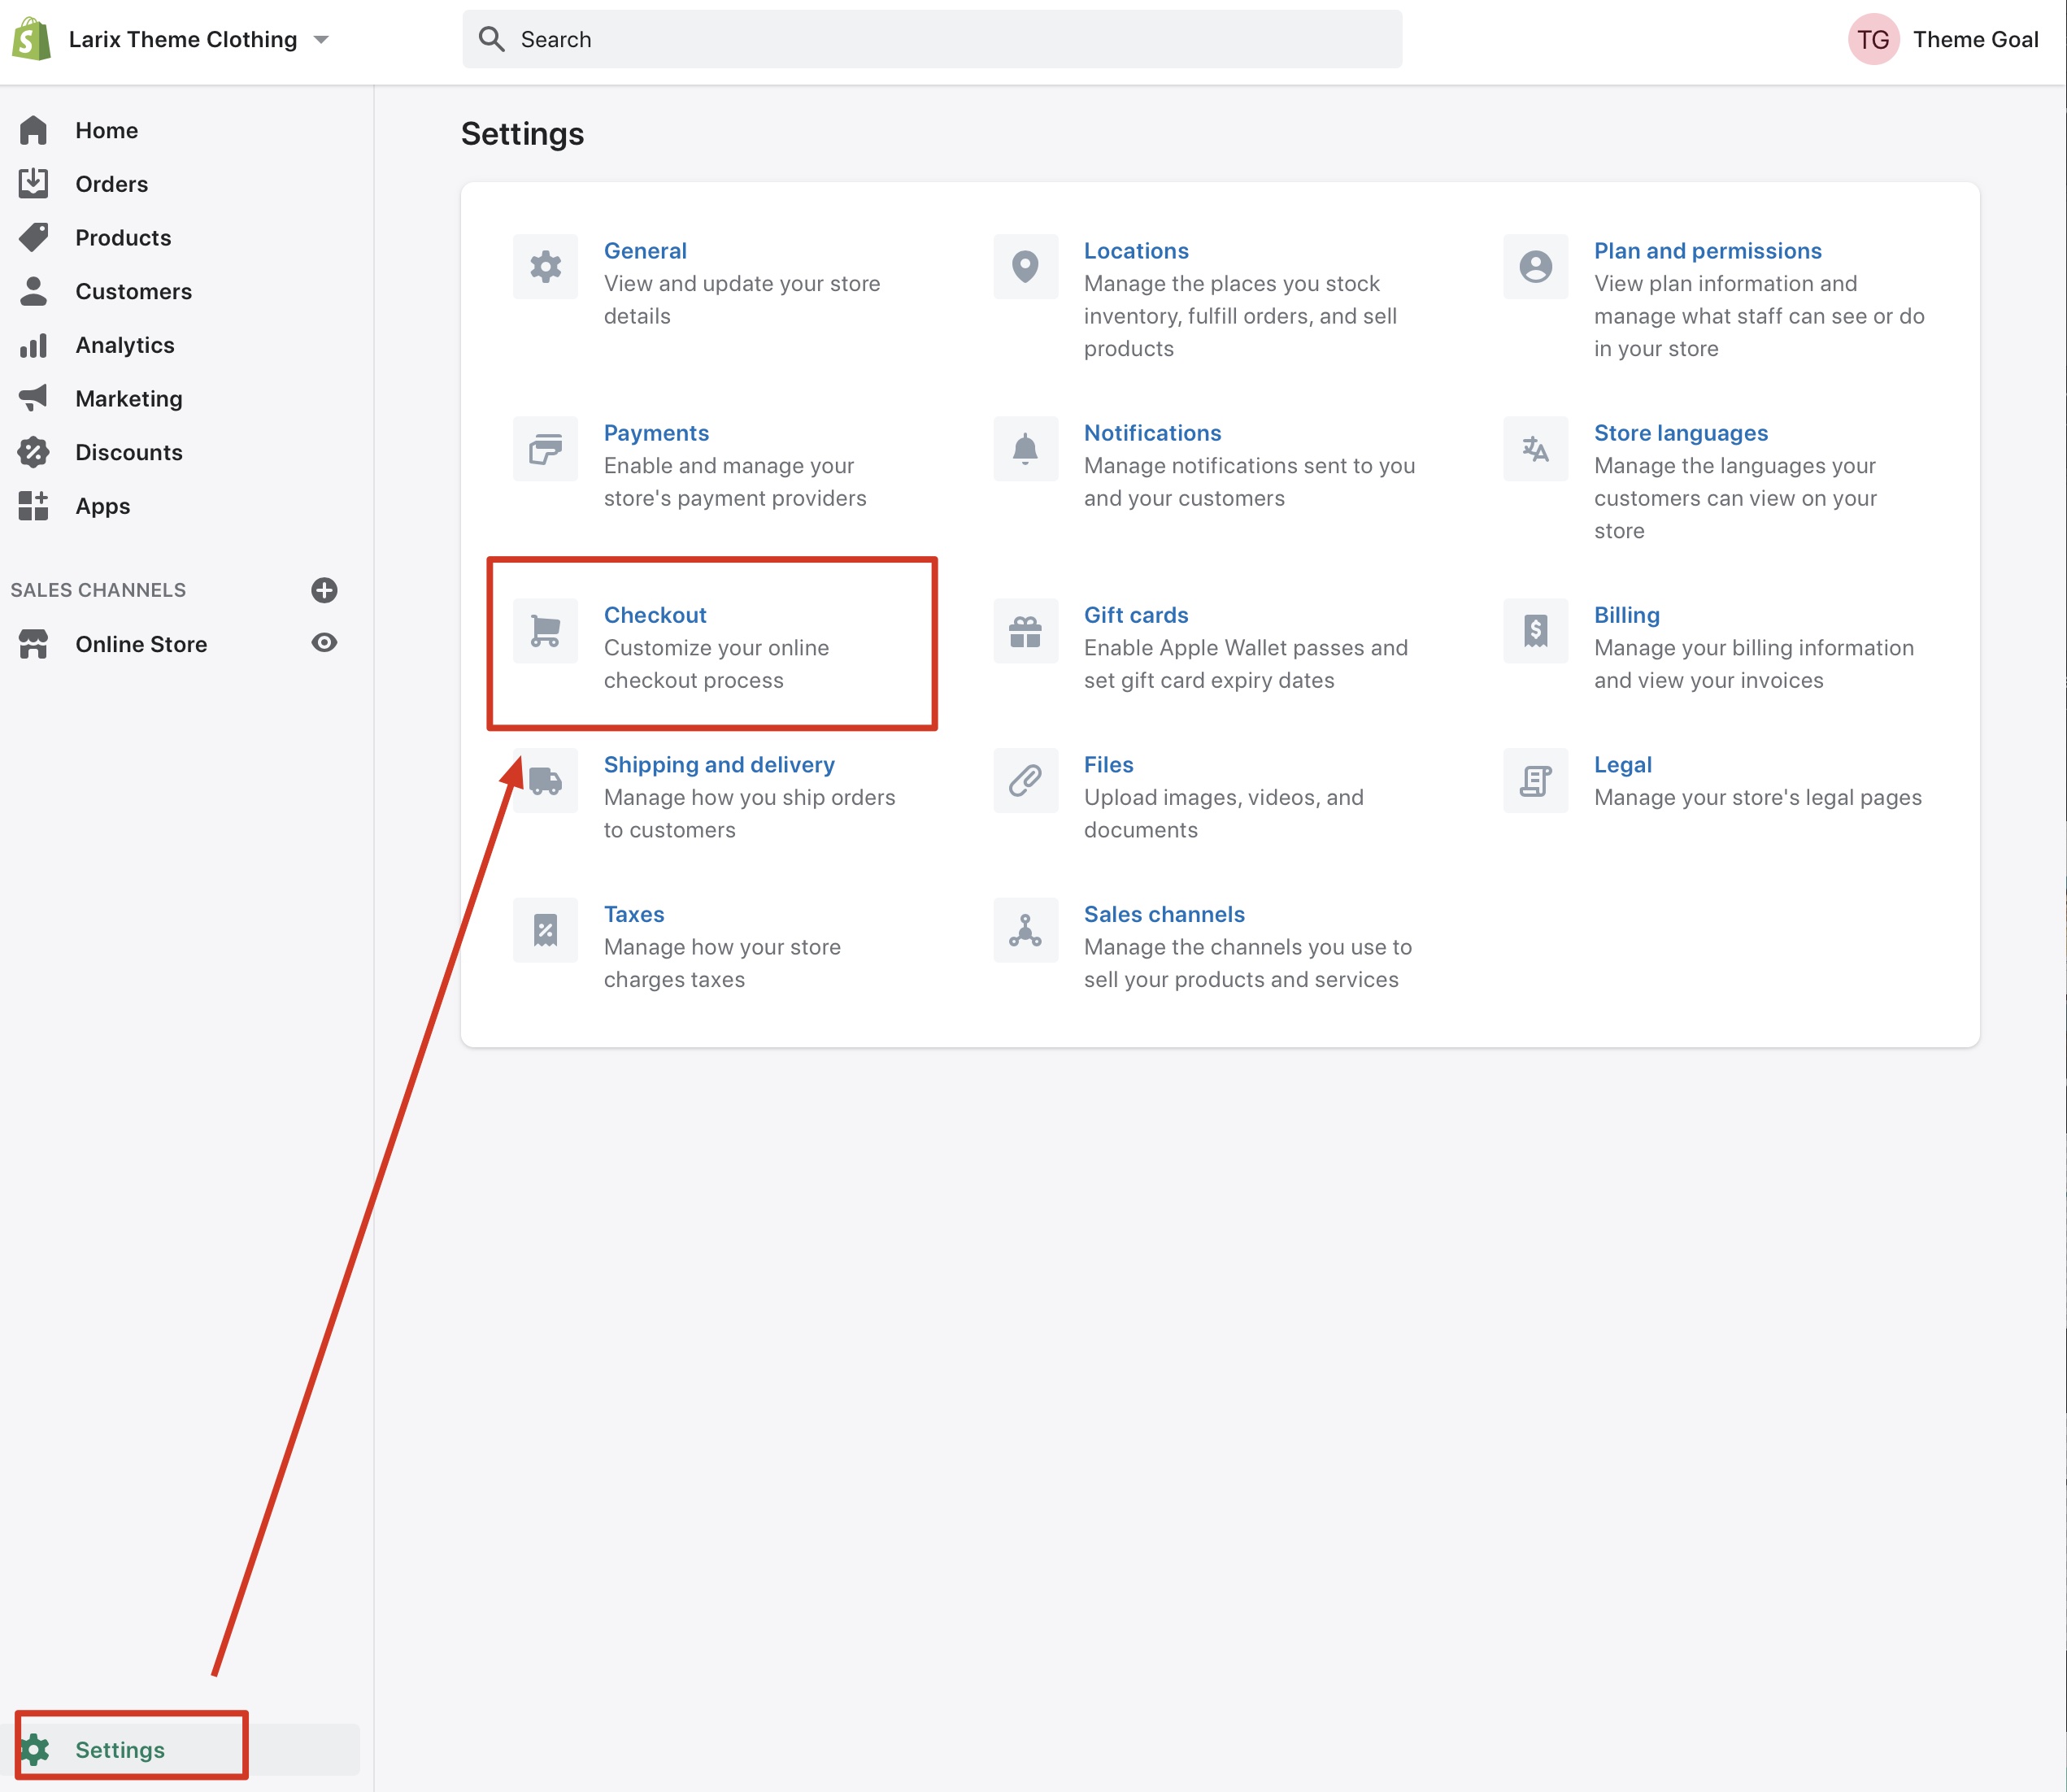 Larix Theme Clothing
Search
TG Theme Goal
Home
Orders
Products
Customers
Analytics
Marketing
Discounts
Apps
SALES CHANNELS
Online Store
Settings
Settings
General
View and update your store
details
Locations
Manage the places you stock
inventory, fulfill orders, and sell
products
Plan and permissions
View plan information and
manage what staff can see or do
in your store
Payments
Enable and manage your
store's payment providers
Notifications
Manage notifications sent to you
and your customers
Store languages
Manage the languages your
customers can view on your
store
Checkout
Customize your online
checkout process
Gift cards
Enable Apple Wallet passes and
set gift card expiry dates
Billing
Manage your billing information
and view your invoices
Shipping and delivery
Manage how you ship orders
to customers
Files
Upload images, videos, and
documents
Legal
Manage your store's legal pages
Taxes
Manage how your store
charges taxes
Sales channels
Manage the channels you use to
sell your products and services